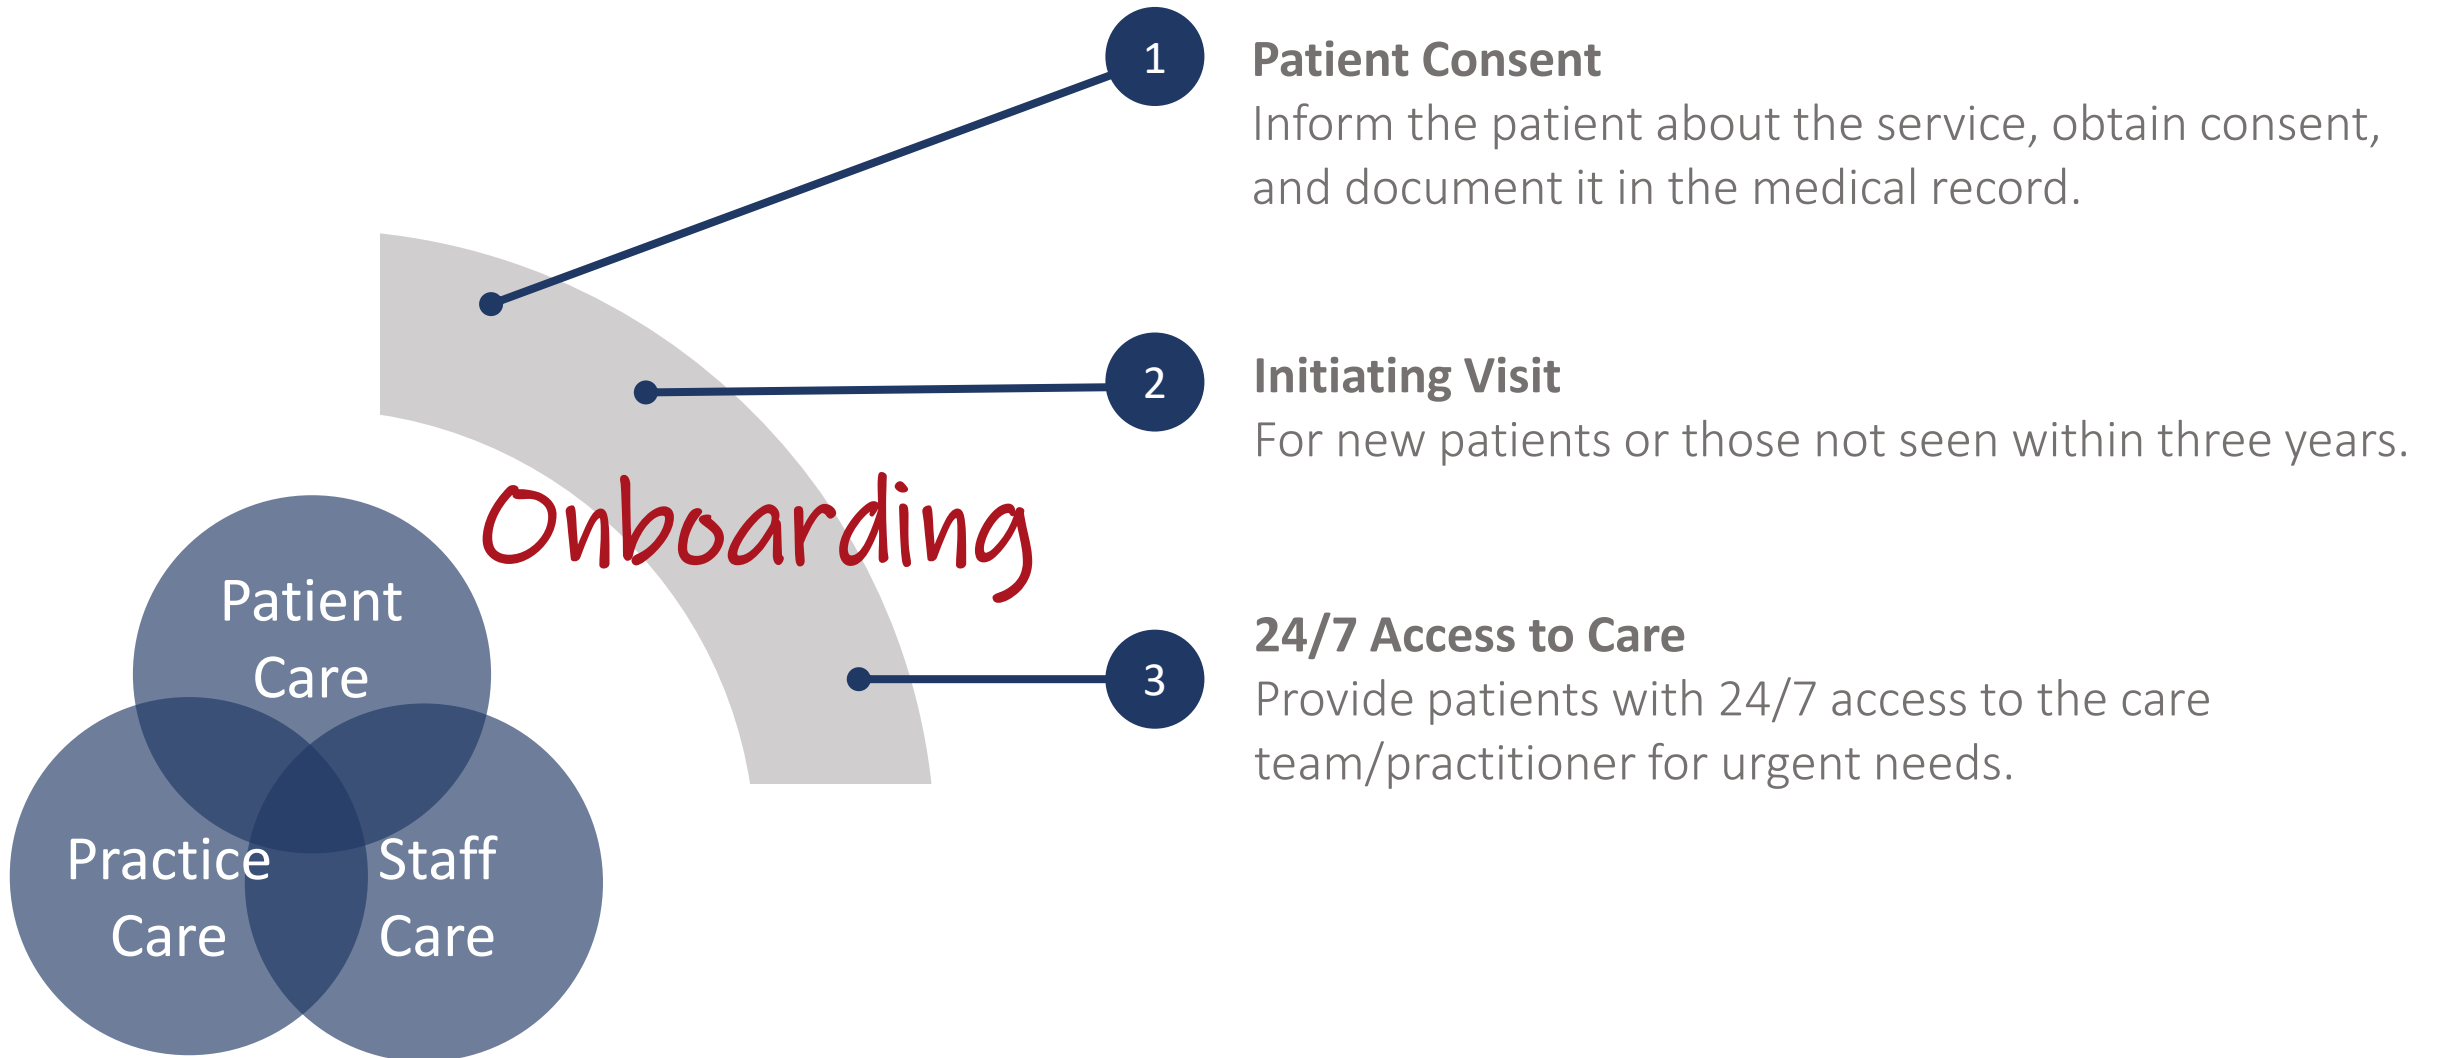 1
Patient Consent
Inform the patient about the service, obtain consent,
and document it in the medical record.
2
Initiating Visit
For new patients or those not seen within three years.
Onboarding
3
24/7 Access to Care
Provide patients with 24/7 access to the care
team/practitioner for urgent needs.
Patient
Care
Practice
Care
Staff
Care